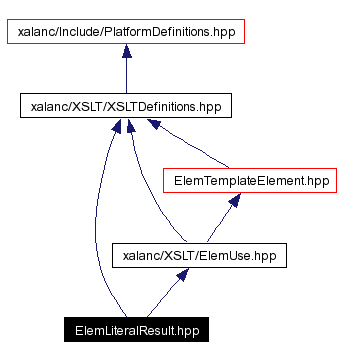 xalanc/Include/PlatformDefinitions.hpp
xalanc/XSLT/XSLTDefinitions.hpp
ElemTemplateElement.hpp
xalanc/XSLT/ElemUse.hpp
ElemLiteralResult.hpp